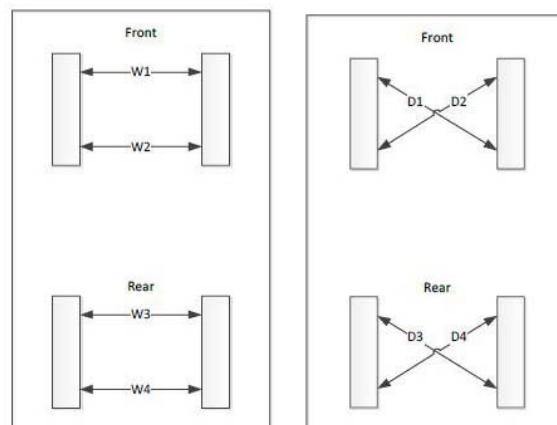 Front
W1
W2
Rear
W3
W4
Front
D1 D2
Rear
D3 D4